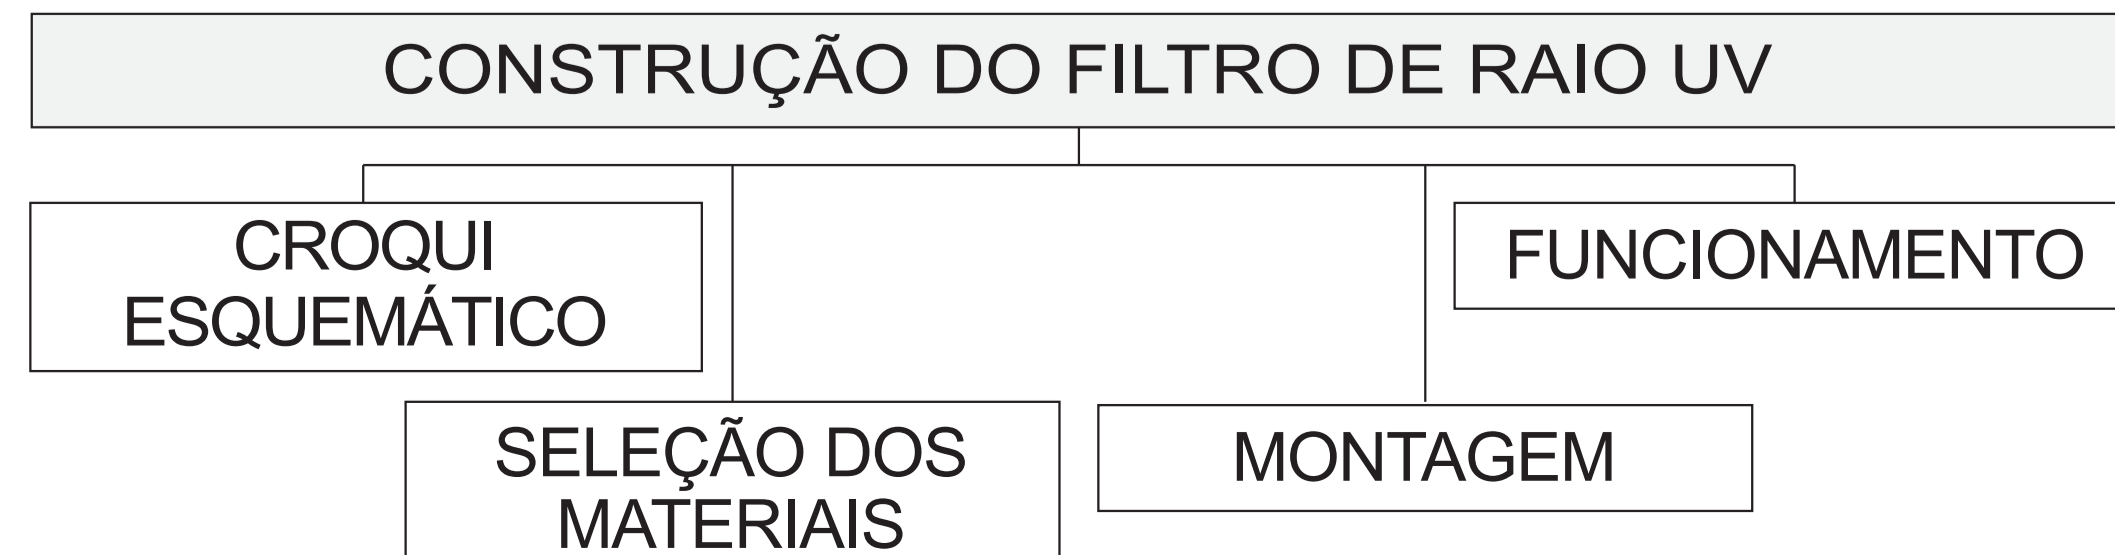 CONSTRUÇÃO DO FILTRO DE RAIO UV
CROQUI
ESQUEMÁTICO
SELEÇÃO DOS
MATERIAIS
MONTAGEM
FUNCIONAMENTO